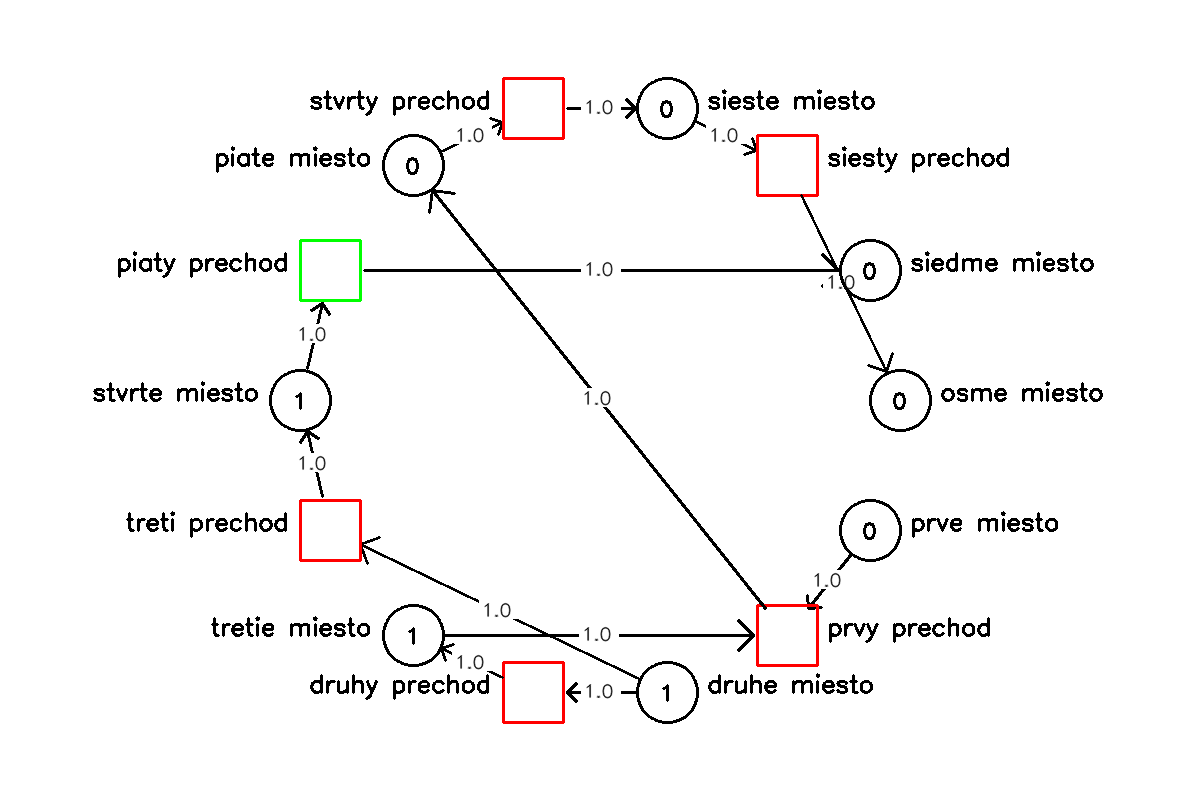 stvrty prechod
1.0
0
sieste miesto
1.0
1.0
piate miesto
0
siesty prechod
piaty prechod
1.0
0
siedme miesto
1.0
1.0
stvrte miesto
1
1.0
0
osme miesto
1.0
treti prechod
0
prve miesto
1.0
1.0
tretie miesto
1
1.0
prvy prechod
1.0
druhy prechod
1.0
1
druhe miesto